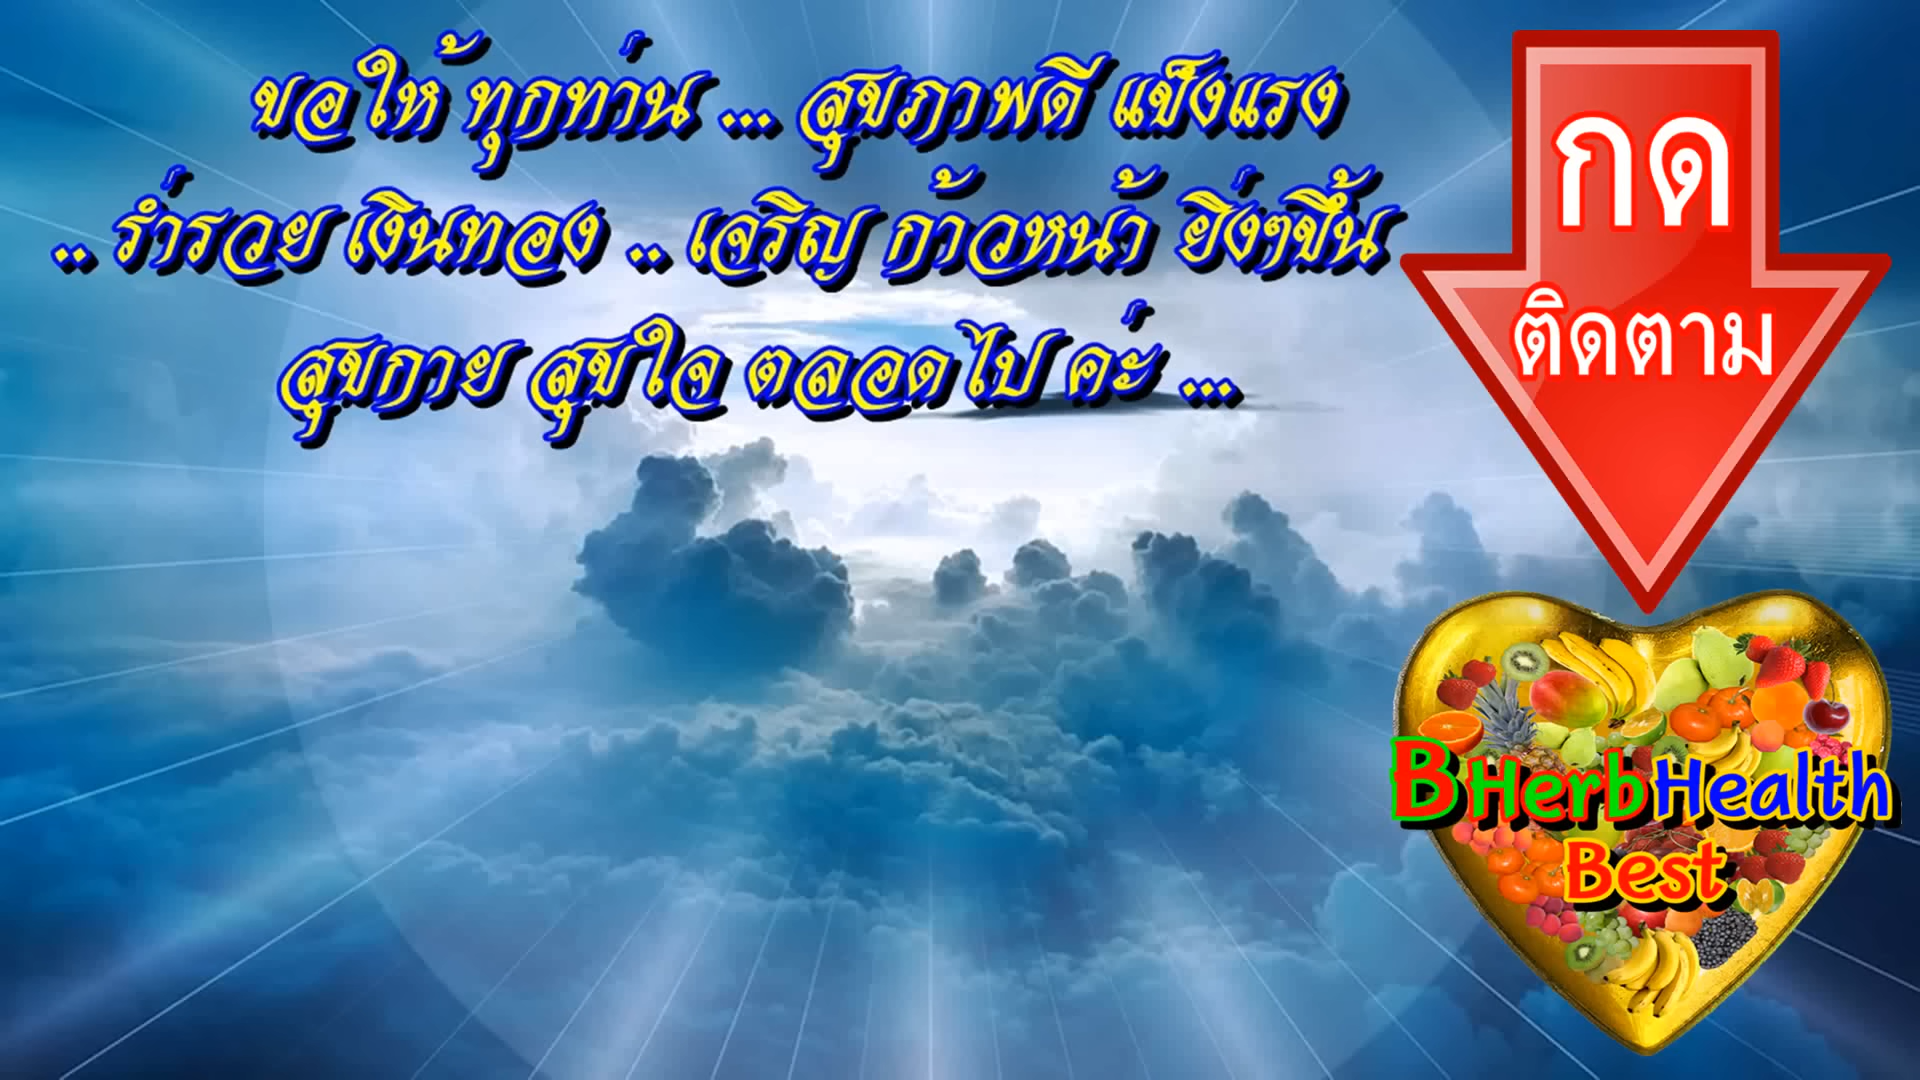 ขอให้ ทุกท่าน ... สุขภาพดี แข็งแรง
.. ร่ำรวย เงินทอง .. เจริญ ก้าวหน้า ยิ่งๆขึ้น
สุขกาย สุขใจ ตลอดไป ค่ะ ...
กด
ติดตาม
BHerbHealth
Best